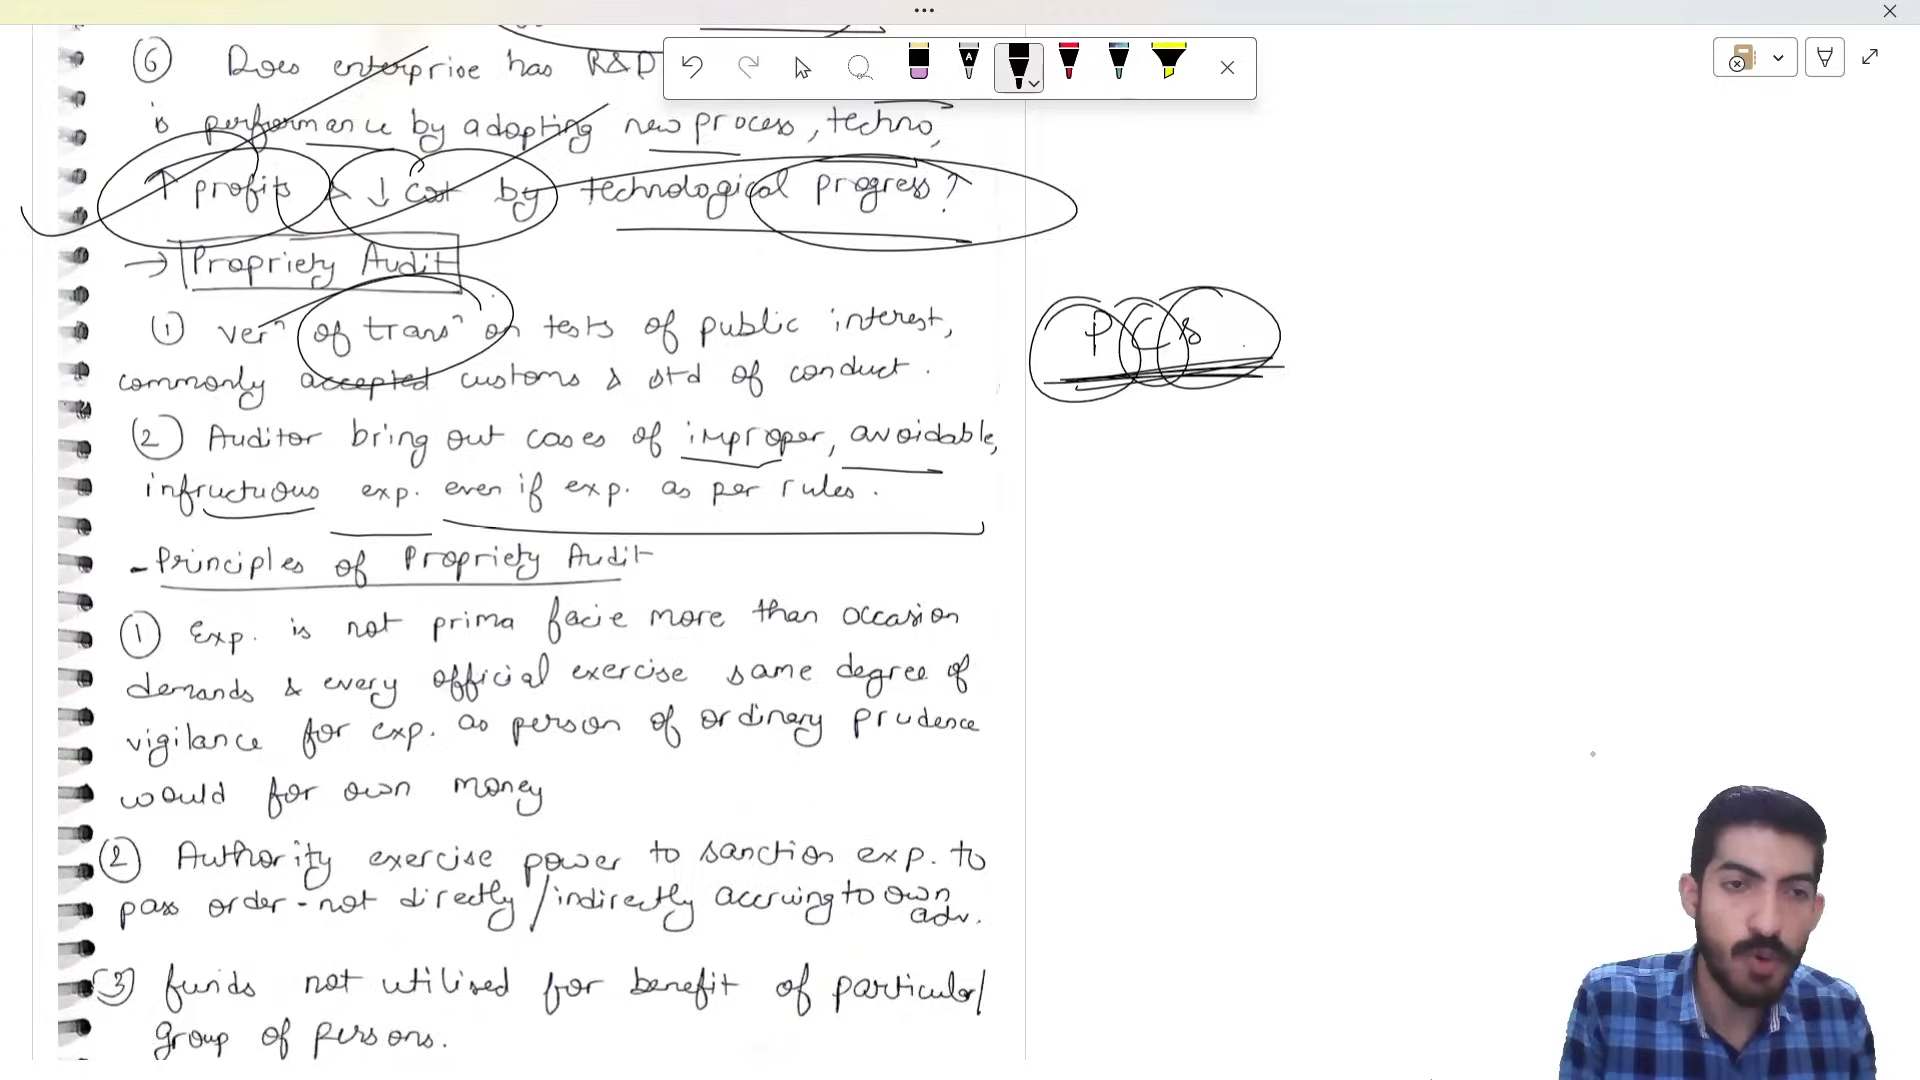 ⑥ Does enterprise has R&D
is performance by adopting new process, techno,
↑ profits & ↓ cost by technological progress?
→ Propriety Audit
① verⁿ of transⁿ on tests of public interest,
commonly accepted customs & std of conduct.
PCS
② Auditor bring out cases of improper, avoidable,
infructuous exp. even if exp. as per rules.
- Principles of Propriety Audit
① Exp. is not prima facie more than occasion
demands & every official exercise same degree of
vigilance for exp. as person of ordinary prudence
would for own money
② Authority exercise power to sanction exp. to
pass order - not directly/indirectly accruing to own
adv.
③ funds not utilised for benefit of particular/
group of persons.